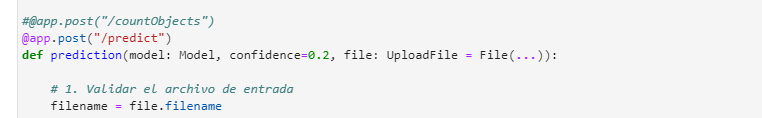 #@app.post("/countObjects")
@app.post("/predict")
def prediction(model: Model, confidence=0.2, file: UploadFile = File(...)):
# 1. Validar el archivo de entrada
filename = file.filename